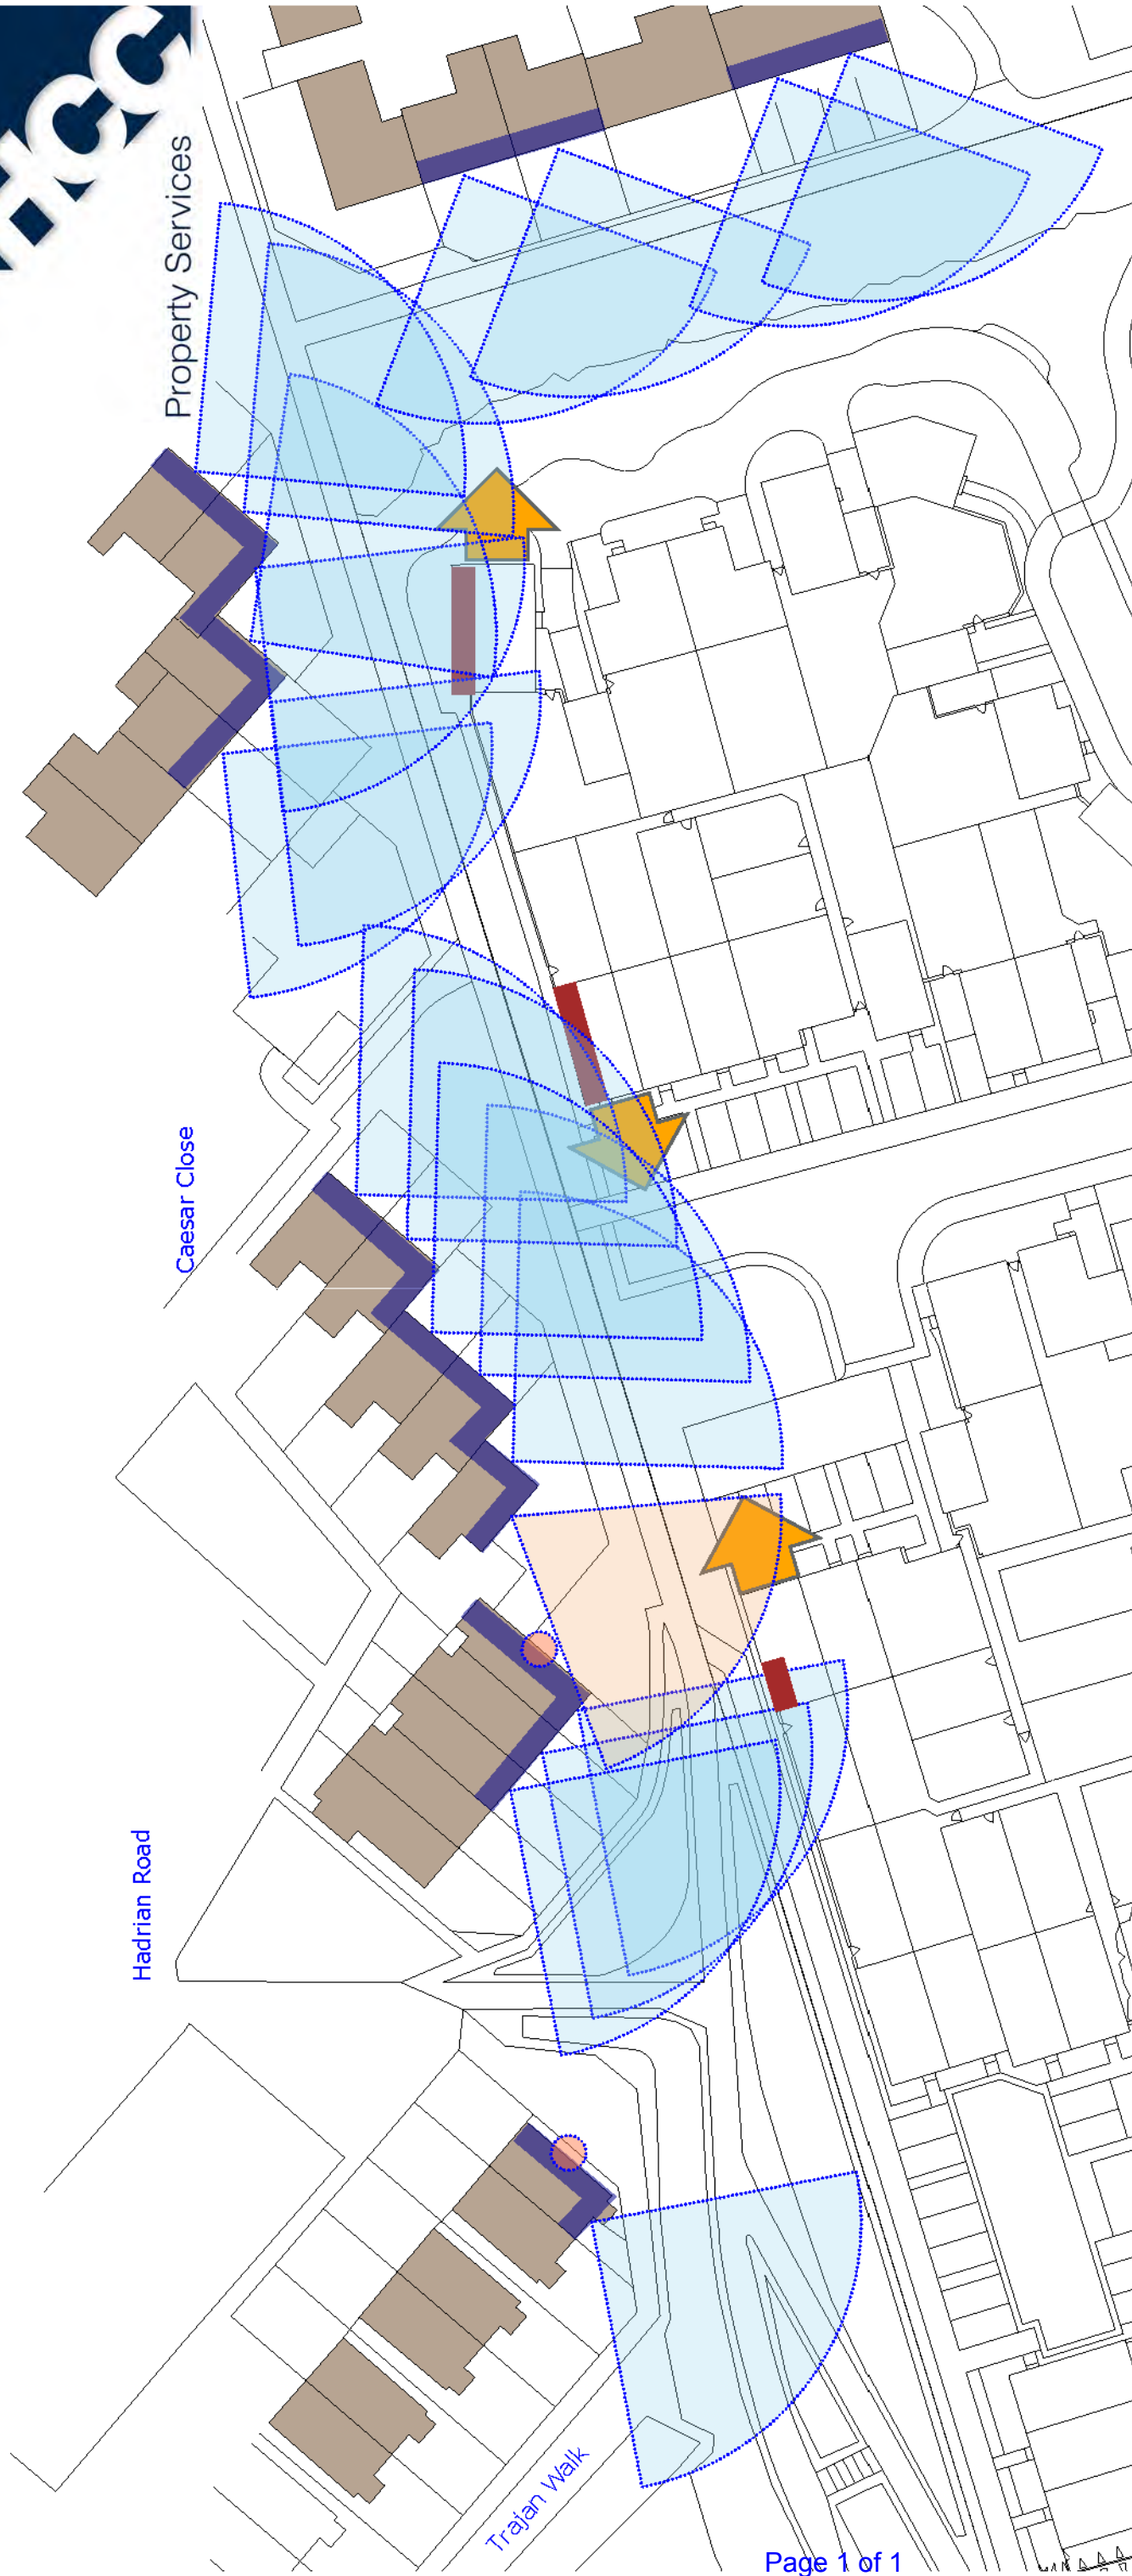 HCC
Property Services
Caesar Close
Hadrian Road
Trajan Walk
Page 1 of 1